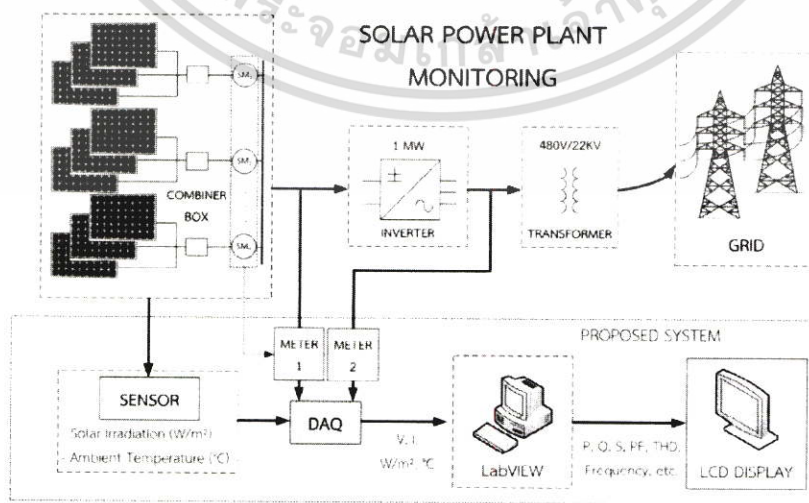 SOLAR POWER PLANT
MONITORING
SM₁
SM₂
COMBINER
BOX
1 MW
INVERTER
480V/22KV
TRANSFORMER
GRID
PROPOSED SYSTEM
METER
1
METER
2
SENSOR
Solar Irradiation (W/m²)
Ambient Temperature (°C)
DAQ
V, I,
W/m², °C
LabVIEW
P, Q, S, PF, THD,
Frequency, etc.
LCD DISPLAY